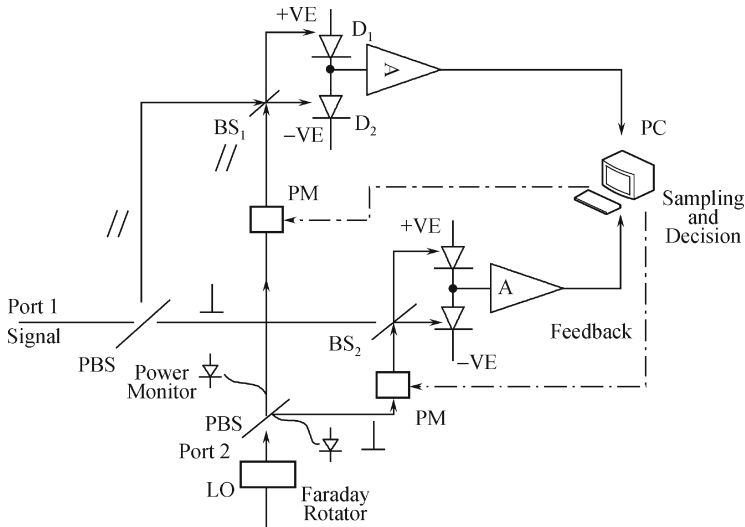 +VE
D1
A
BS1
−VE
D2
PC
//
PM
Sampling
and
Decision
//
+VE
Port 1
Signal
⊥
A
BS2
Feedback
PBS
−VE
Power
Monitor
PBS
PM
Port 2
⊥
LO
Faraday
Rotator